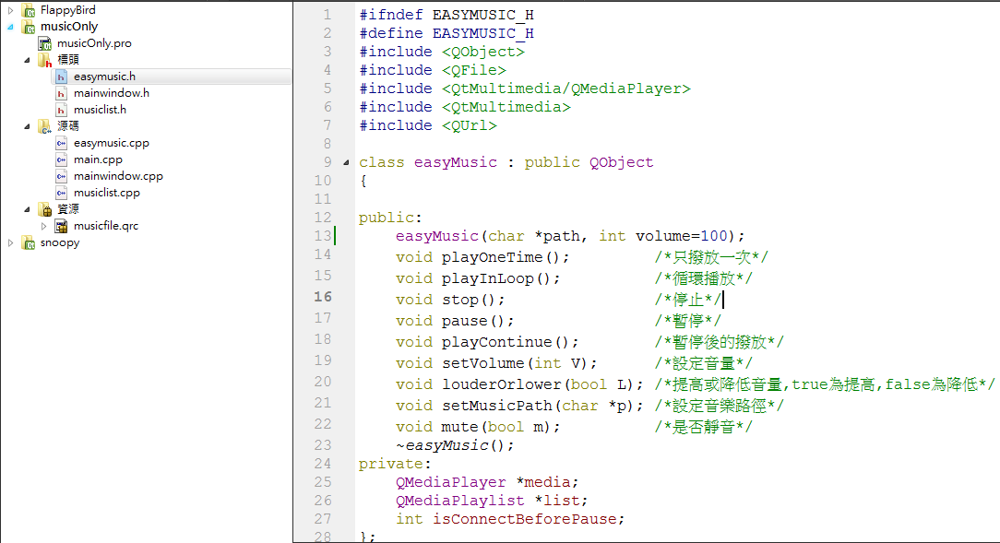 FlappyBird
musicOnly
musicOnly.pro
標頭
easymusic.h
mainwindow.h
musiclist.h
源碼
easymusic.cpp
main.cpp
mainwindow.cpp
musiclist.cpp
資源
musicfile.qrc
snoopy
1 #ifndef EASYMUSIC_H
2 #define EASYMUSIC_H
3 #include <QObject>
4 #include <QFile>
5 #include <QtMultimedia/QMediaPlayer>
6 #include <QtMultimedia>
7 #include <QUrl>
8
9 class easyMusic : public QObject
10 {
11
12 public:
13 easyMusic(char *path, int volume=100);
14 void playOneTime(); /*只撥放一次*/
15 void playInLoop(); /*循環播放*/
16 void stop(); /*停止*/
17 void pause(); /*暫停*/
18 void playContinue(); /*暫停後的撥放*/
19 void setVolume(int V); /*設定音量*/
20 void louderOrlower(bool L); /*提高或降低音量,true為提高,false為降低*/
21 void setMusicPath(char *p); /*設定音樂路徑*/
22 void mute(bool m); /*是否靜音*/
23 ~easyMusic();
24 private:
25 QMediaPlayer *media;
26 QMediaPlaylist *list;
27 int isConnectBeforePause;
28 };